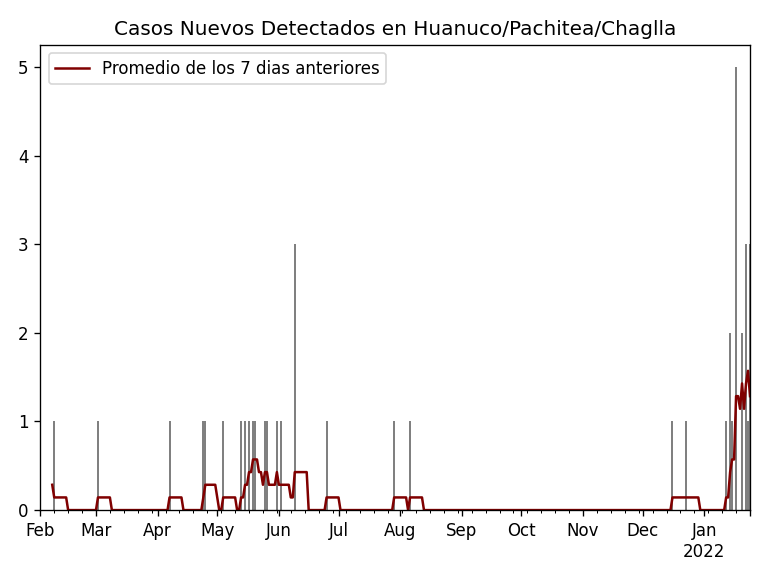 Casos Nuevos Detectados en Huanuco/Pachitea/Chaglla
Promedio de los 7 dias anteriores
5
4
3
2
1
0
Feb Mar Apr May Jun Jul Aug Sep Oct Nov Dec Jan
2022